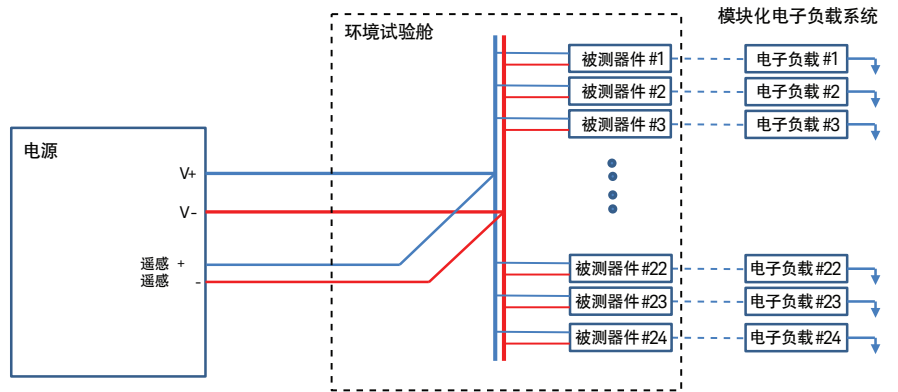 模块化电子负载系统
环境试验舱
被测器件 #1
电子负载 #1
被测器件 #2
电子负载 #2
被测器件 #3
电子负载 #3
电源
V+
V-
遥感 +
遥感 -
被测器件 #22
电子负载 #22
被测器件 #23
电子负载 #23
被测器件 #24
电子负载 #24